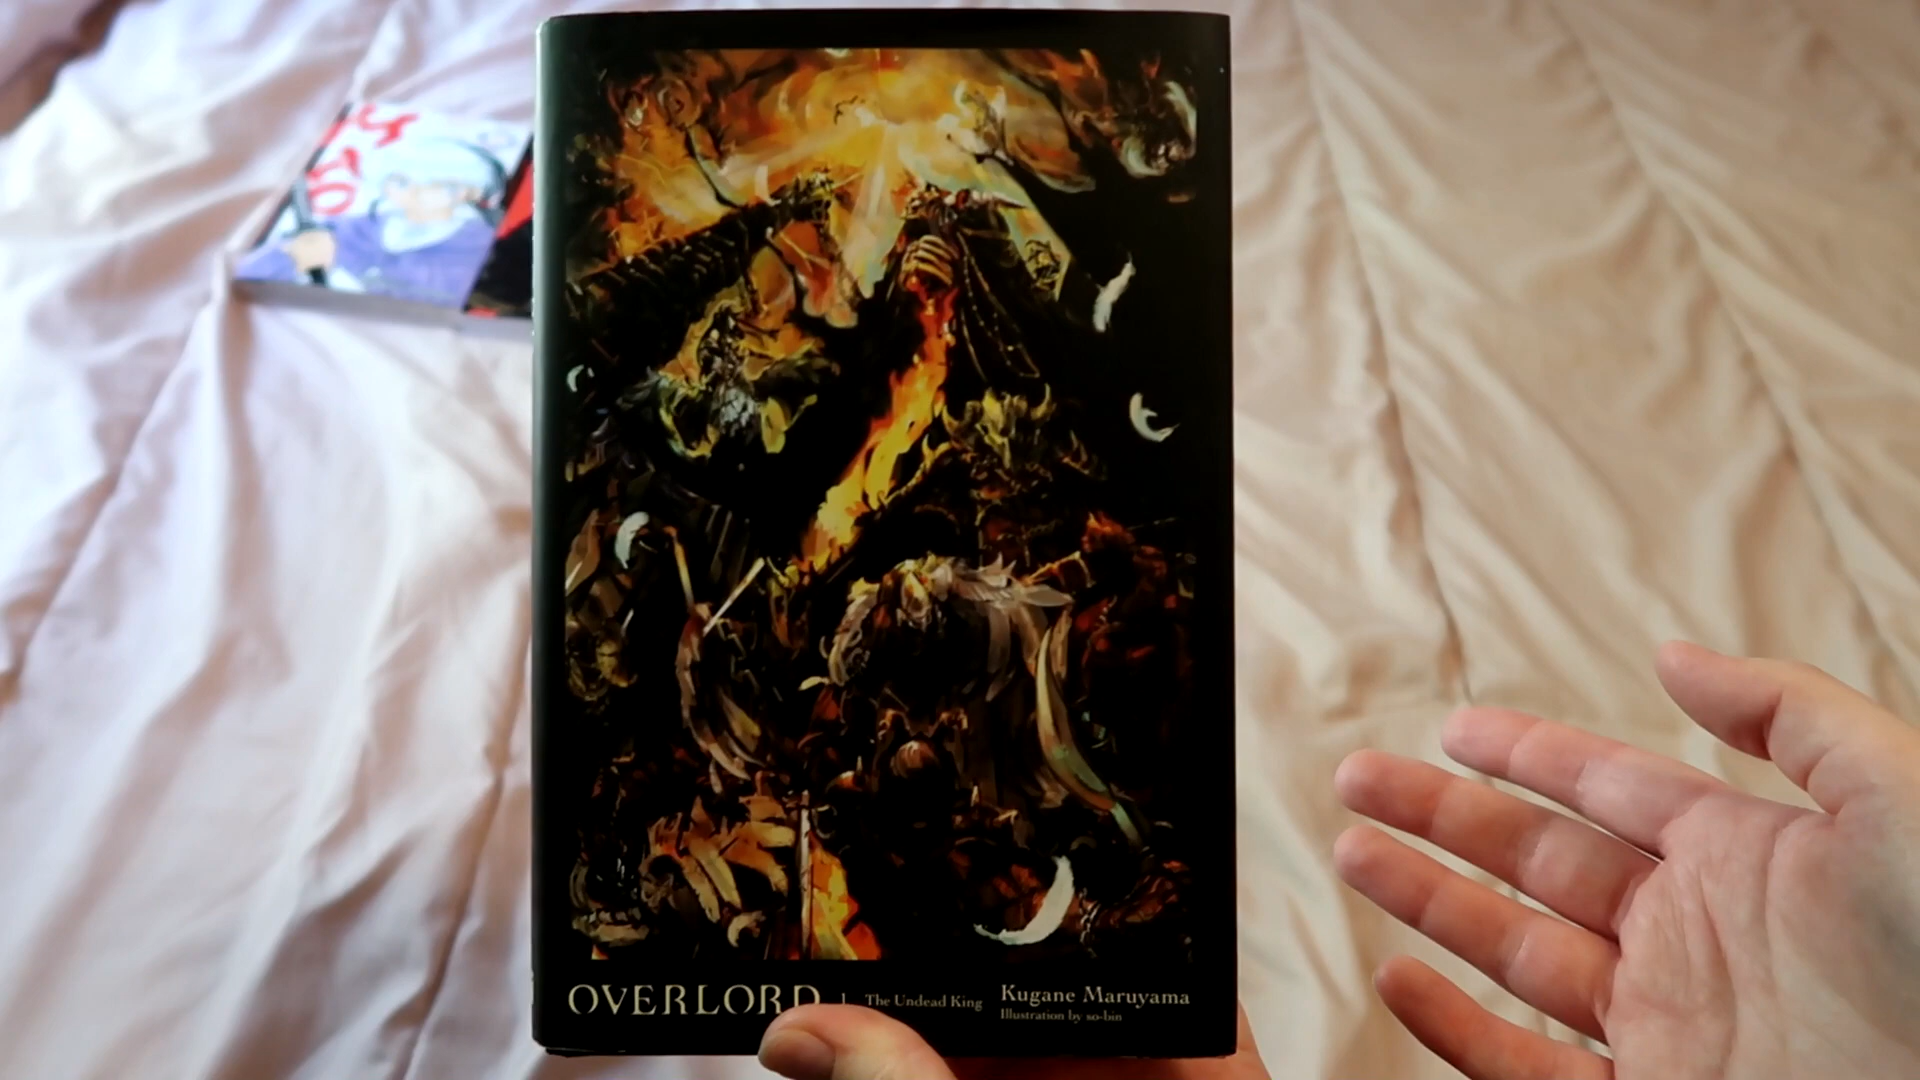 OVERLORD 1 The Undead King
Kugane Maruyama
Illustration by so-bin